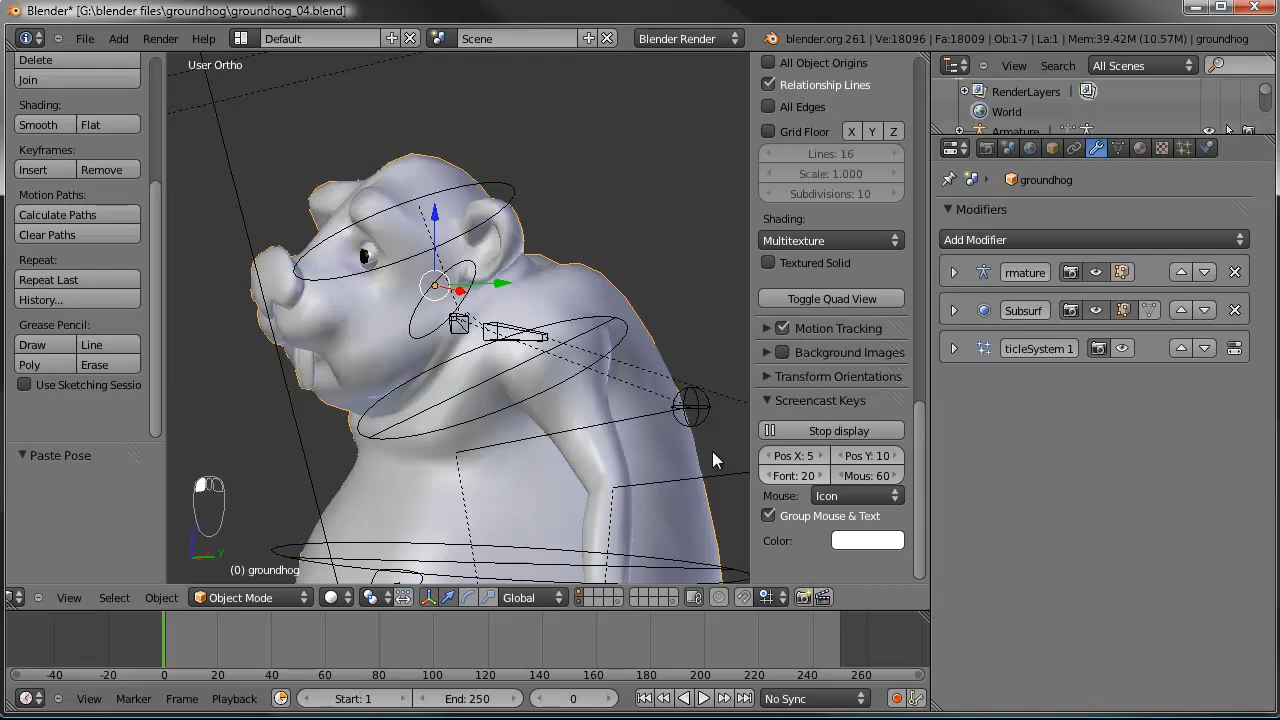 Blender* [G:\blender files\groundhog\groundhog_04.blend]
File Add Render Help Default Scene Blender Render blender.org 261 | Ve:18096 | Fa:18009 | Ob:1-7 | La:1 | Mem:39.42M (10.57M) | groundhog
Delete
Join
Shading:
Smooth Flat
Keyframes:
Insert Remove
Motion Paths:
Calculate Paths
Clear Paths
Repeat:
Repeat Last
History...
Grease Pencil:
Draw Line
Poly Erase
Use Sketching Sessio
Paste Pose
User Ortho
z
y
(0) groundhog
All Object Origins
Relationship Lines
All Edges
Grid Floor X Y Z
Lines: 16
Scale: 1.000
Subdivisions: 10
Shading:
Multitexture
Textured Solid
Toggle Quad View
Motion Tracking
Background Images
Transform Orientations
Screencast Keys
Stop display
Pos X: 5 Pos Y: 10
Font: 20 Mous: 60
Mouse: Icon
Group Mouse & Text
Color:
View Search All Scenes
RenderLayers |
World
Armature
groundhog
Modifiers
Add Modifier
rmature
Subsurf
ticleSystem 1
View Select Object Object Mode Global
-40 -20 0 20 40 60 80 100 120 140 160 180 200 220 240 260
View Marker Frame Playback Start: 1 End: 250 0 No Sync